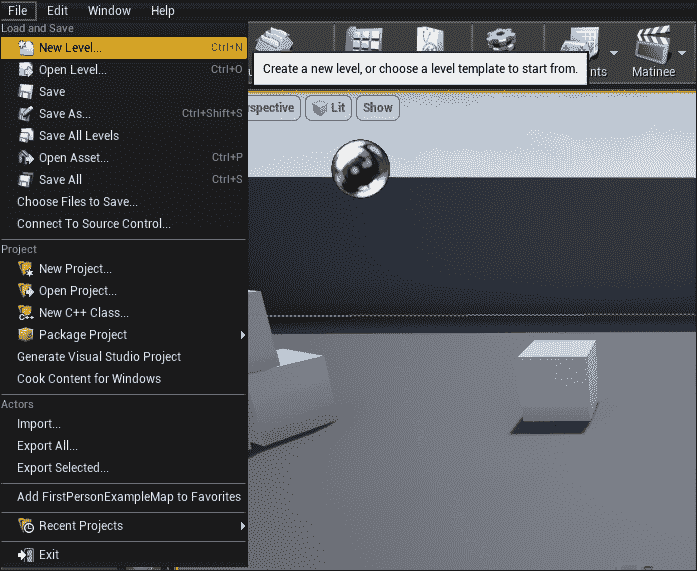 File Edit Window Help
Load and Save
New Level... Ctrl+N
Create a new level, or choose a level template to start from.
Open Level... Ctrl+O
nts Matinee
Save
Save As... Ctrl+Shift+S
spective Lit Show
Save All Levels
Open Asset... Ctrl+P
Save All Ctrl+S
Choose Files to Save...
Connect To Source Control...
Project
New Project...
Open Project...
New C++ Class...
Package Project
Generate Visual Studio Project
Cook Content for Windows
Actors
Import...
Export All...
Export Selected...
Add FirstPersonExampleMap to Favorites
Recent Projects
Exit